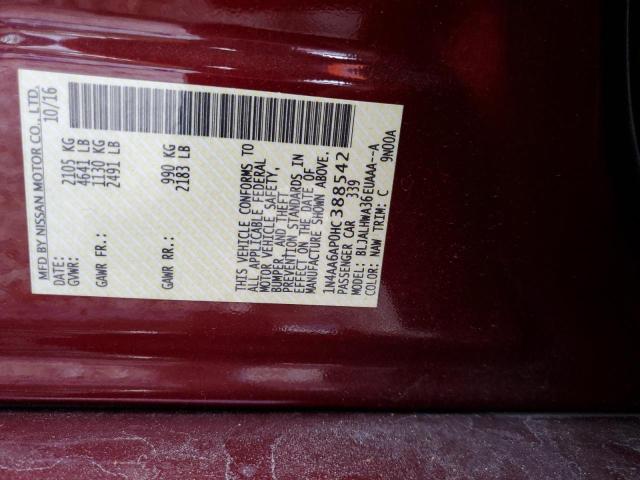 MFD BY NISSAN MOTOR CO., LTD.
DATE: 10/16
GVWR: 2105 KG
4641 LB
GAWR FR: 1130 KG
2491 LB
GAWR RR: 990 KG
2183 LB
THIS VEHICLE CONFORMS TO
ALL APPLICABLE FEDERAL
MOTOR VEHICLE SAFETY,
BUMPER, AND THEFT
PREVENTION STANDARDS IN
EFFECT ON THE DATE OF
MANUFACTURE SHOWN ABOVE.
1N4AA6AP0HC388542
PASSENGER CAR 339
MODEL: BLJALHWA36EUAAA--A
COLOR: NAW TRIM: C 9N00A